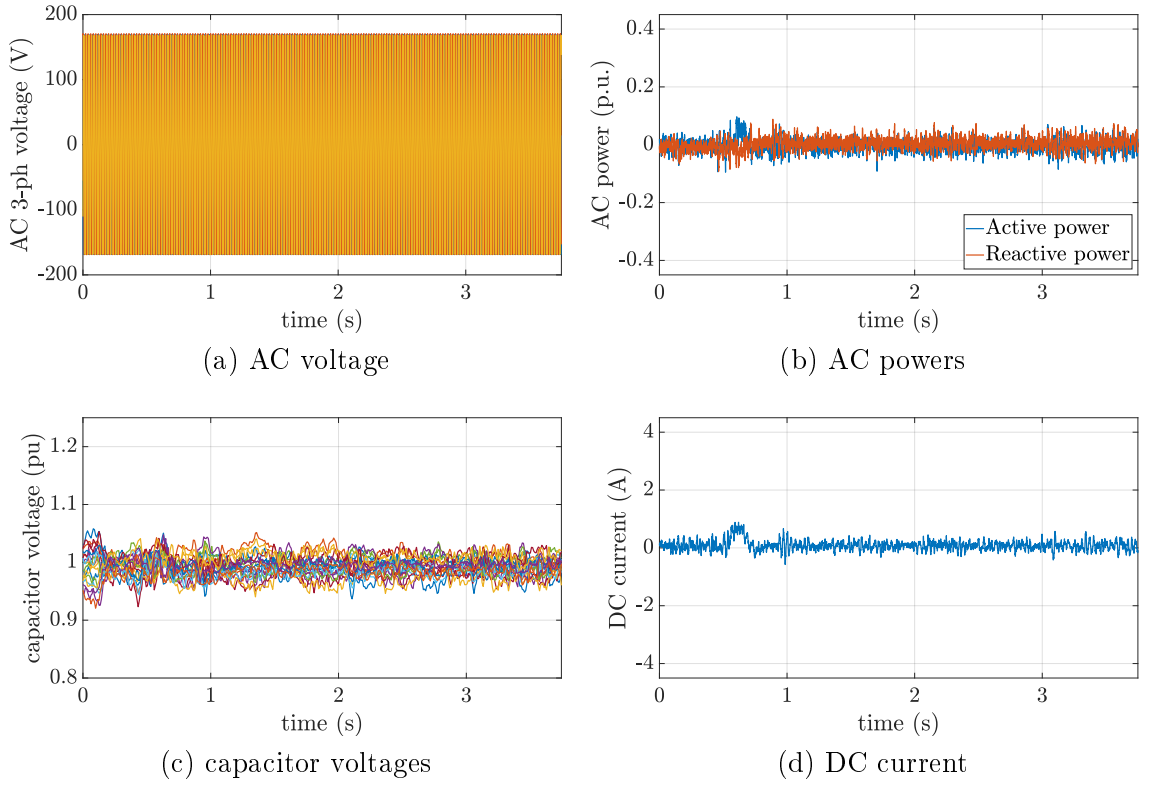 200
100
0
-100
-200
AC 3-ph voltage (V)
0 1 2 3
time (s)
(a) AC voltage
0.4
0.2
0
-0.2
-0.4
AC power (p.u.)
Active power
Reactive power
0 1 2 3
time (s)
(b) AC powers
1.2
1.1
1
0.9
0.8
capacitor voltage (pu)
0 1 2 3
time (s)
(c) capacitor voltages
4
2
0
-2
-4
DC current (A)
0 1 2 3
time (s)
(d) DC current